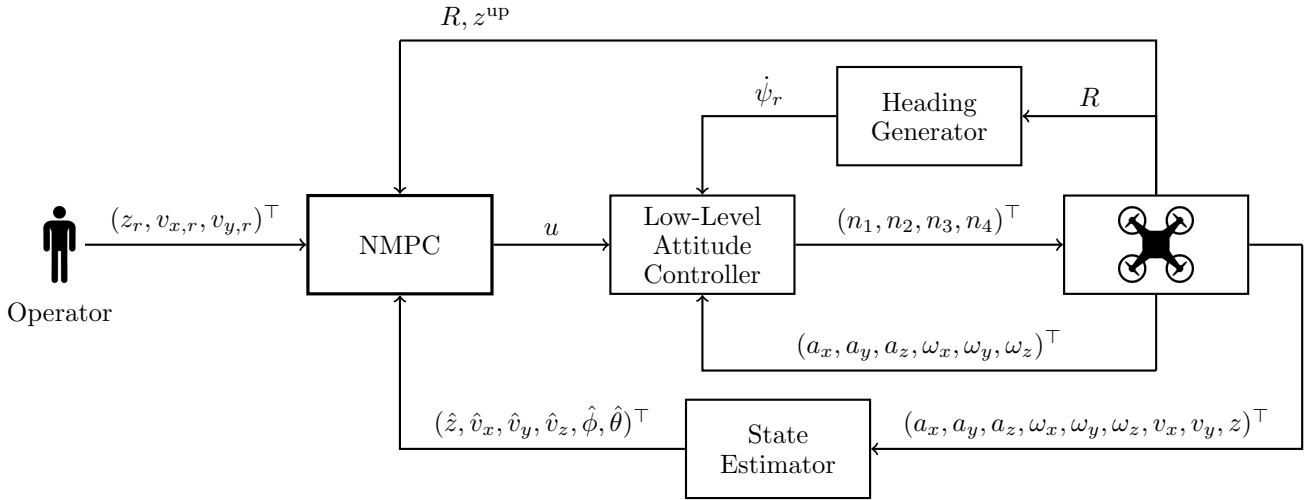 R, z^up
ψ̇_r
Heading
Generator
R
(z_r, v_{x,r}, v_{y,r})^⊤
NMPC
u
Low-Level
Attitude
Controller
(n_1, n_2, n_3, n_4)^⊤
Operator
(a_x, a_y, a_z, ω_x, ω_y, ω_z)^⊤
(ẑ, v̂_x, v̂_y, v̂_z, ϕ̂, θ̂)^⊤
State
Estimator
(a_x, a_y, a_z, ω_x, ω_y, ω_z, v_x, v_y, z)^⊤